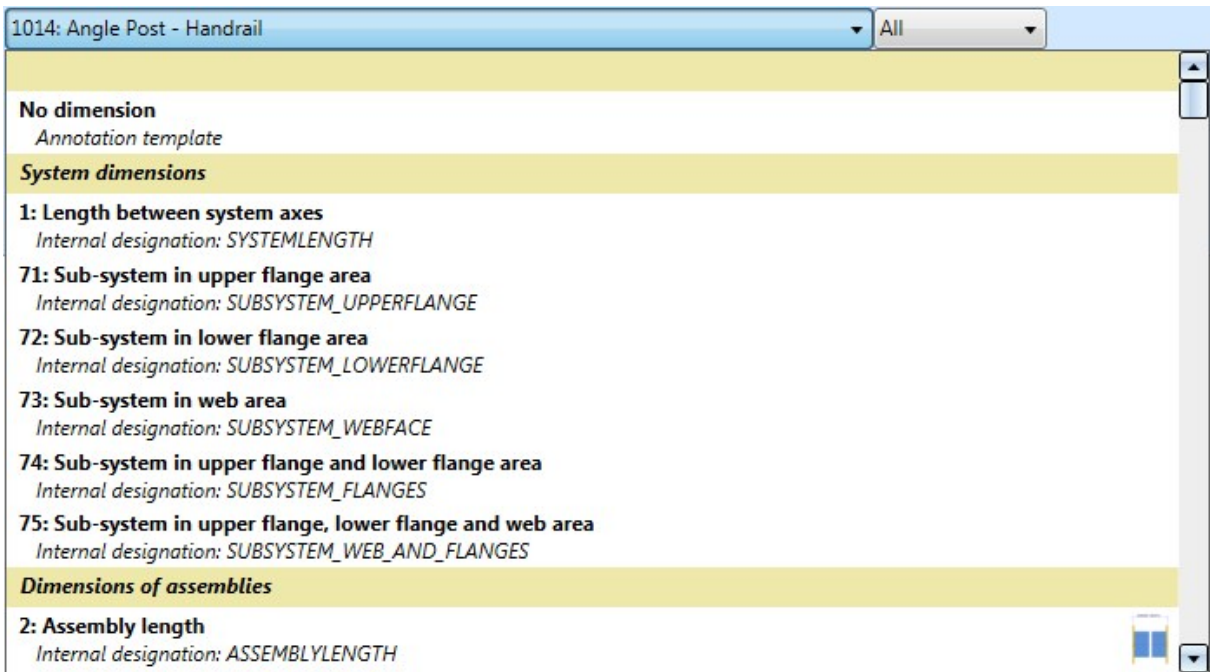 1014: Angle Post - Handrail All
No dimension
Annotation template
System dimensions
1: Length between system axes
Internal designation: SYSTEMLENGTH
71: Sub-system in upper flange area
Internal designation: SUBSYSTEM_UPPERFLANGE
72: Sub-system in lower flange area
Internal designation: SUBSYSTEM_LOWERFLANGE
73: Sub-system in web area
Internal designation: SUBSYSTEM_WEBFACE
74: Sub-system in upper flange and lower flange area
Internal designation: SUBSYSTEM_FLANGES
75: Sub-system in upper flange, lower flange and web area
Internal designation: SUBSYSTEM_WEB_AND_FLANGES
Dimensions of assemblies
2: Assembly length
Internal designation: ASSEMBLYLENGTH